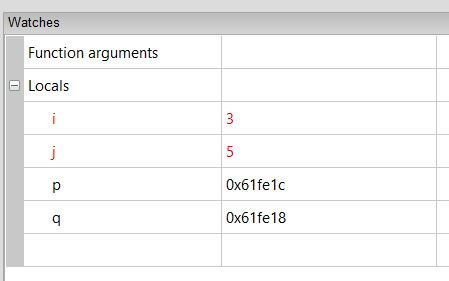 Watches
Function arguments
Locals
i 3
j 5
p 0x61fe1c
q 0x61fe18